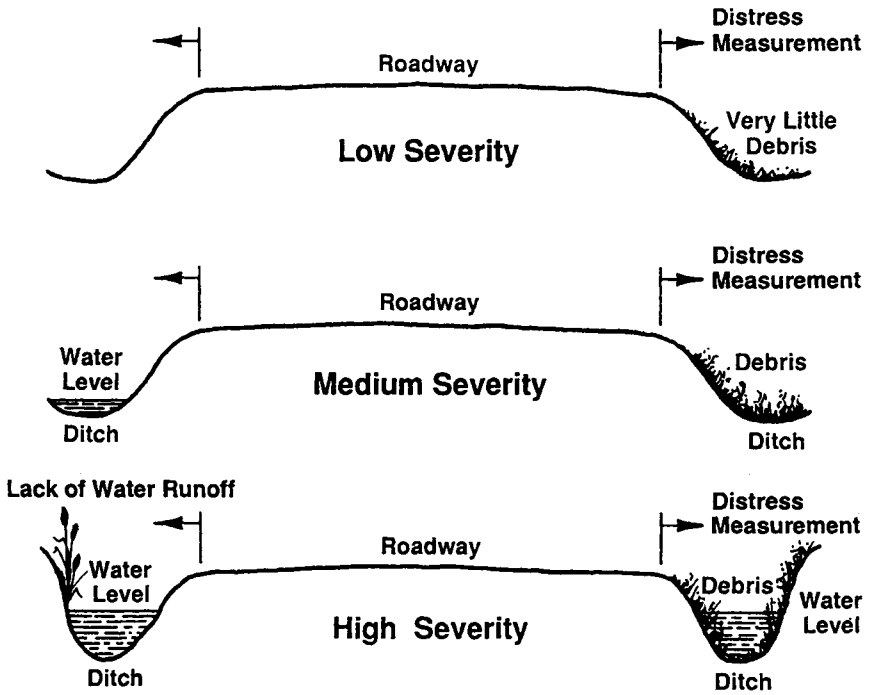 Distress
Measurement
Roadway
Very Little
Debris
Low Severity
Distress
Measurement
Roadway
Water
Level
Debris
Medium Severity
Ditch
Ditch
Lack of Water Runoff
Distress
Measurement
Roadway
Water
Level
Debris
Water
Level
High Severity
Ditch
Ditch